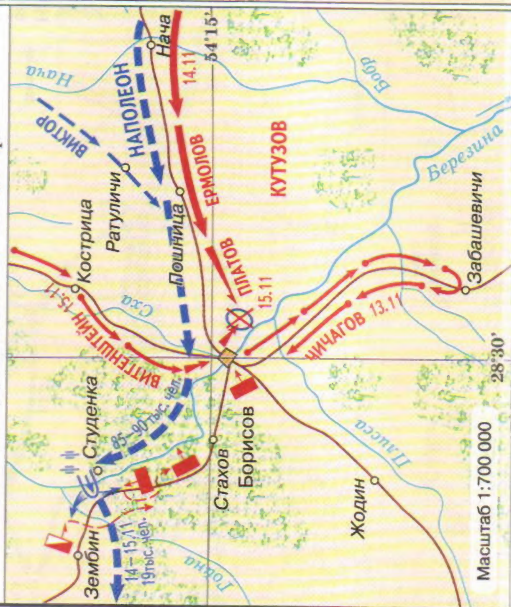 Нача
54°15'
14.11
Нача
НАПОЛЕОН
ВИКТОР
Бобр
ЕРМОЛОВ
КУТУЗОВ
Березина
Ратуличи
Кострица
Пошница
ПЛАТОВ
15.11
Забашевичи
Сха
ВИТГЕНШТЕЙН 15.11
ЧИЧАГОВ 13.11
28°30'
Студенка
85–90 тыс. чел.
Стахов
Борисов
Плисса
Зембин
14–15.11
19тыс. чел.
Жодин
Масштаб 1:700 000